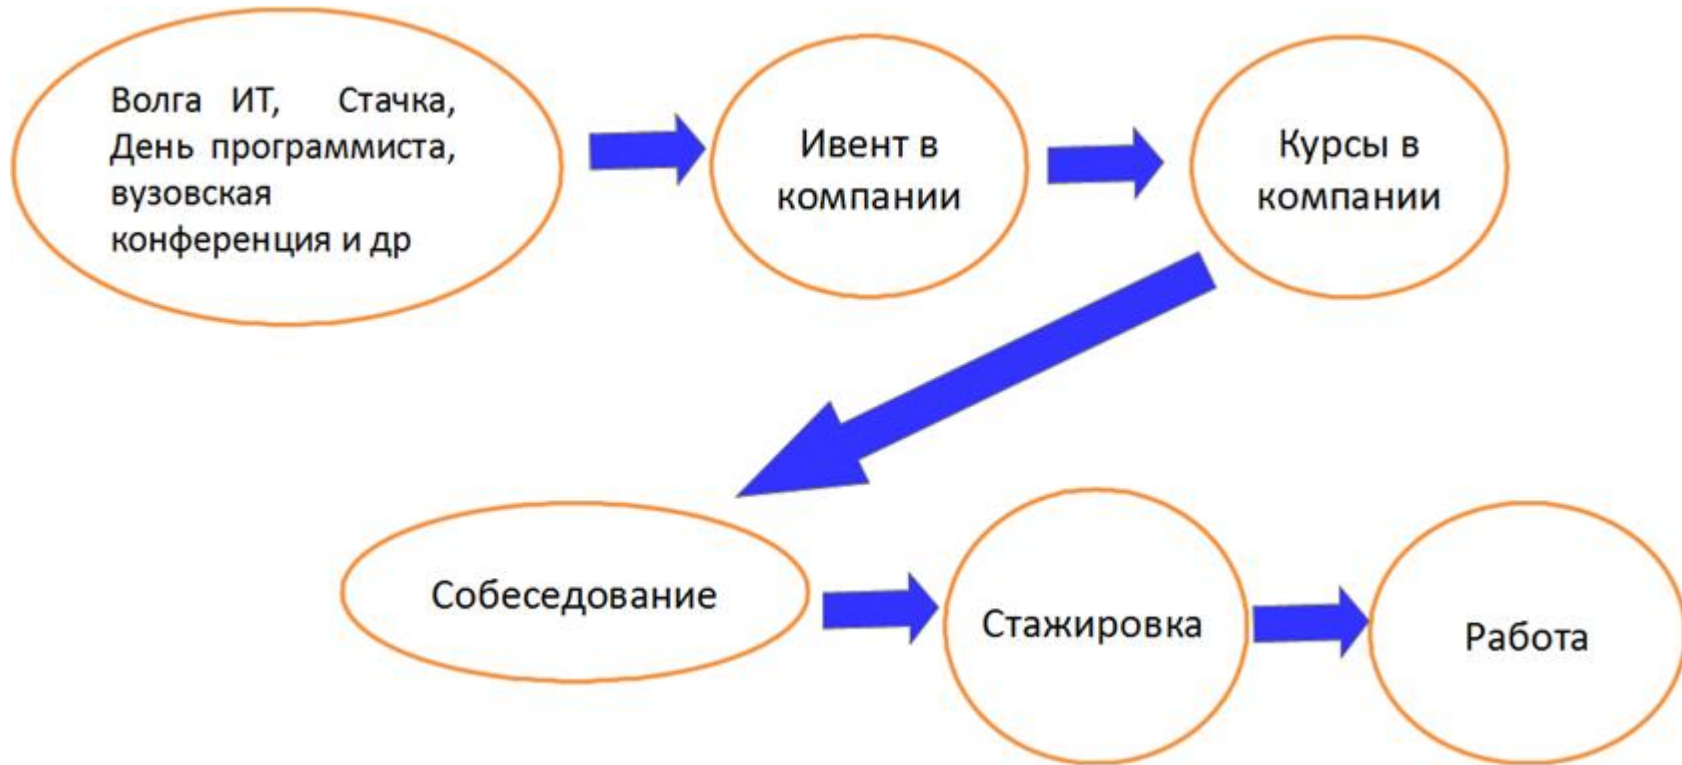 Волга ИТ, Стачка,
День программиста,
вузовская
конференция и др
Ивент в
компании
Курсы в
компании
Собеседование
Стажировка
Работа